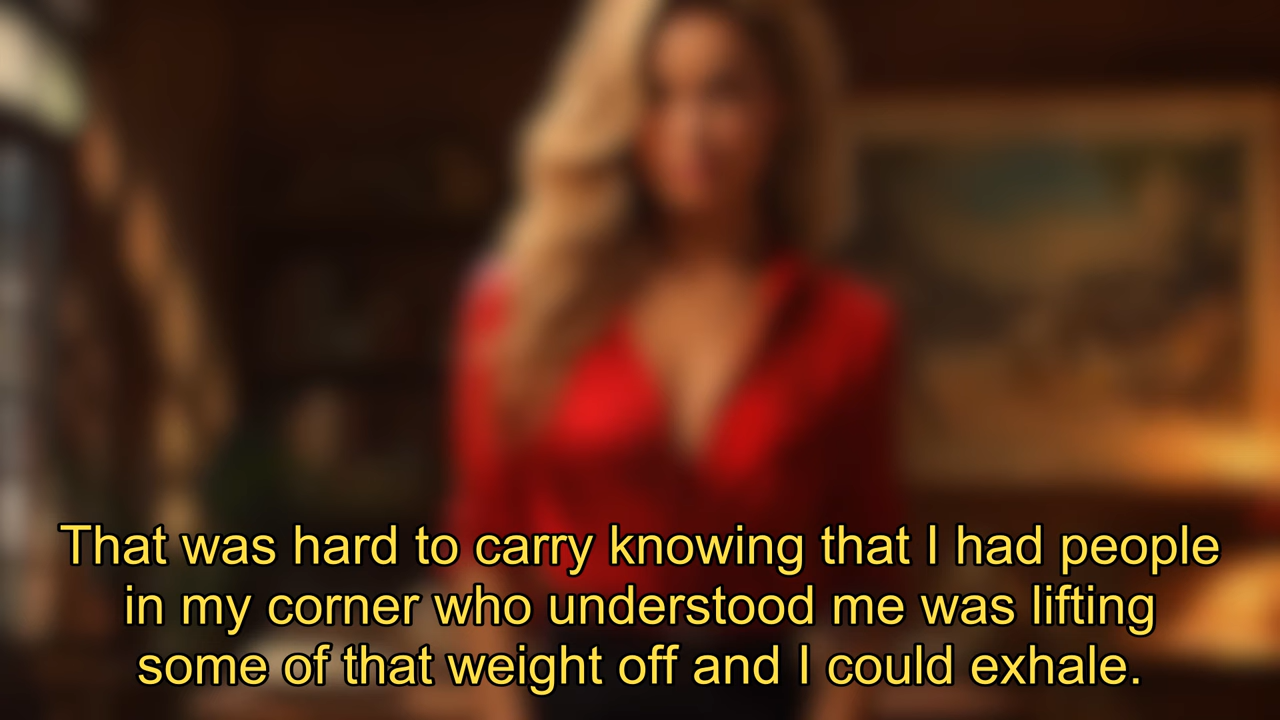 That was hard to carry knowing that I had people
in my corner who understood me was lifting
some of that weight off and I could exhale.